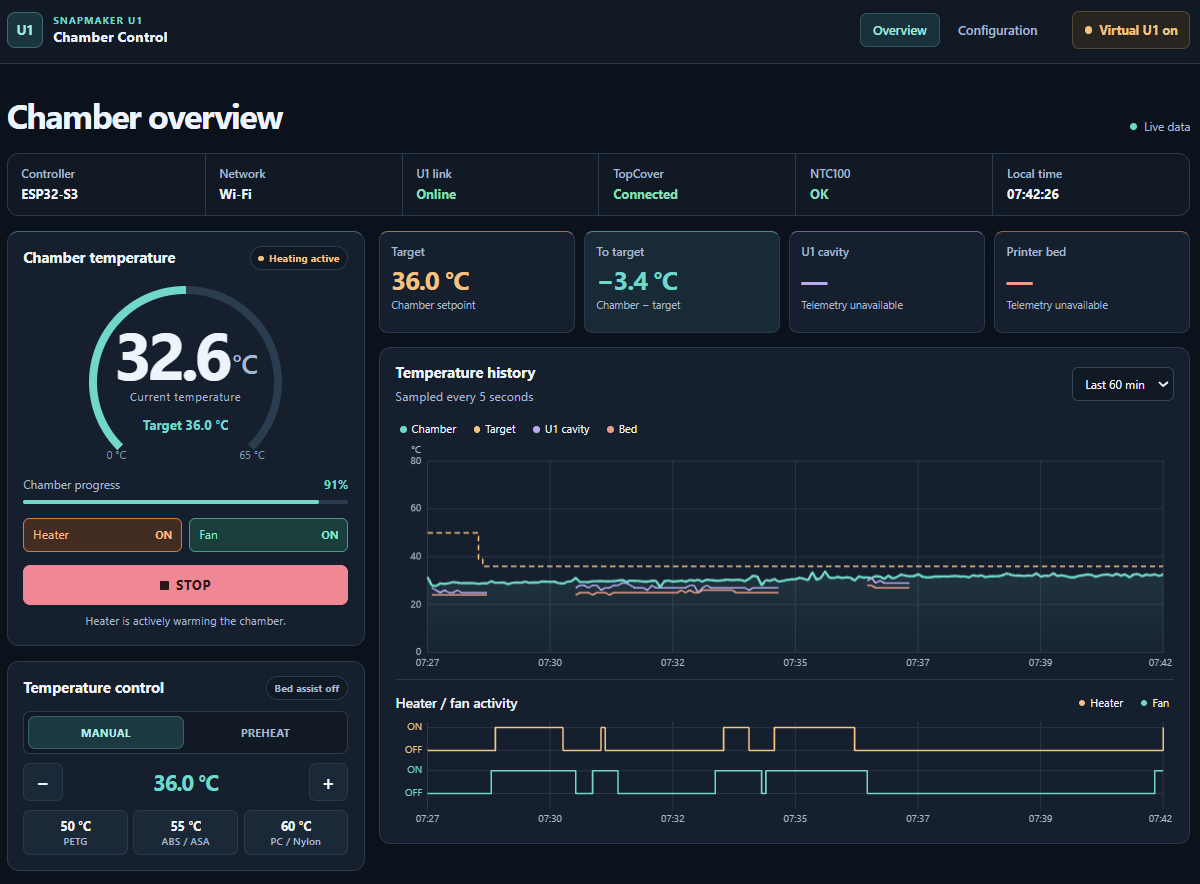 U1
SNAPMAKER U1
Chamber Control
Overview
Configuration
Virtual U1 on
Chamber overview
Live data
Controller
ESP32-S3
Network
Wi-Fi
U1 link
Online
TopCover
Connected
NTC100
OK
Local time
07:42:26
Chamber temperature
Heating active
32.6 °C
Current temperature
Target 36.0 °C
0 °C
65 °C
Chamber progress
91%
Heater
ON
Fan
ON
STOP
Heater is actively warming the chamber.
Temperature control
Bed assist off
MANUAL
PREHEAT
−
36.0 °C
+
50 °C
PETG
55 °C
ABS / ASA
60 °C
PC / Nylon
Target
36.0 °C
Chamber setpoint
To target
−3.4 °C
Chamber − target
U1 cavity
—
Telemetry unavailable
Printer bed
—
Telemetry unavailable
Temperature history
Sampled every 5 seconds
Last 60 min
Chamber
Target
U1 cavity
Bed
°C
80
60
40
20
0
07:27
07:30
07:32
07:35
07:37
07:39
07:42
Heater / fan activity
Heater
Fan
ON
OFF
ON
OFF
07:27
07:30
07:32
07:35
07:37
07:39
07:42